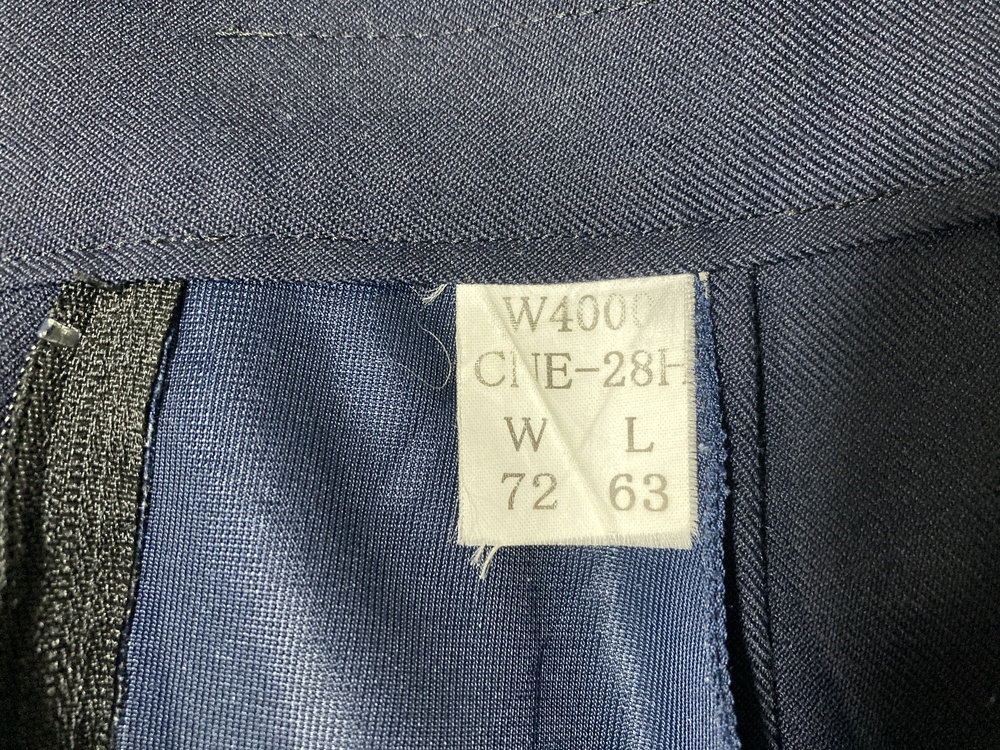 W4000
CNE-28H
W L
72 63